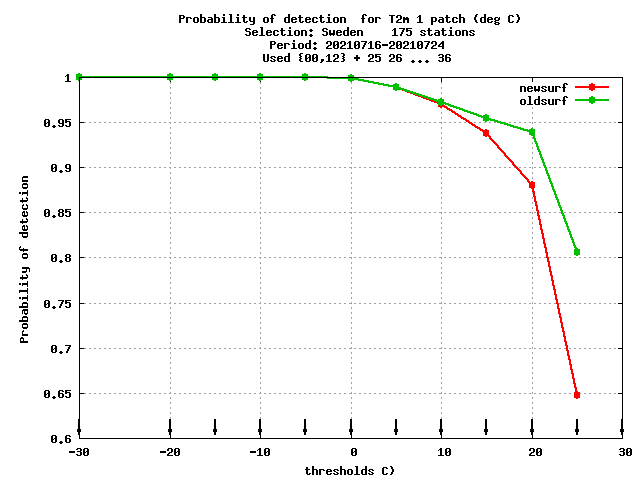 Probability of detection  for T2m 1 patch (deg C)
Selection: Sweden    175 stations
Period: 20210716-20210724
Used {00,12} + 25 26 ... 36
newsurf
oldsurf
1
0.95
0.9
0.85
0.8
0.75
0.7
0.65
0.6
Probability of detection
-30
-20
-10
0
10
20
30
thresholds C)